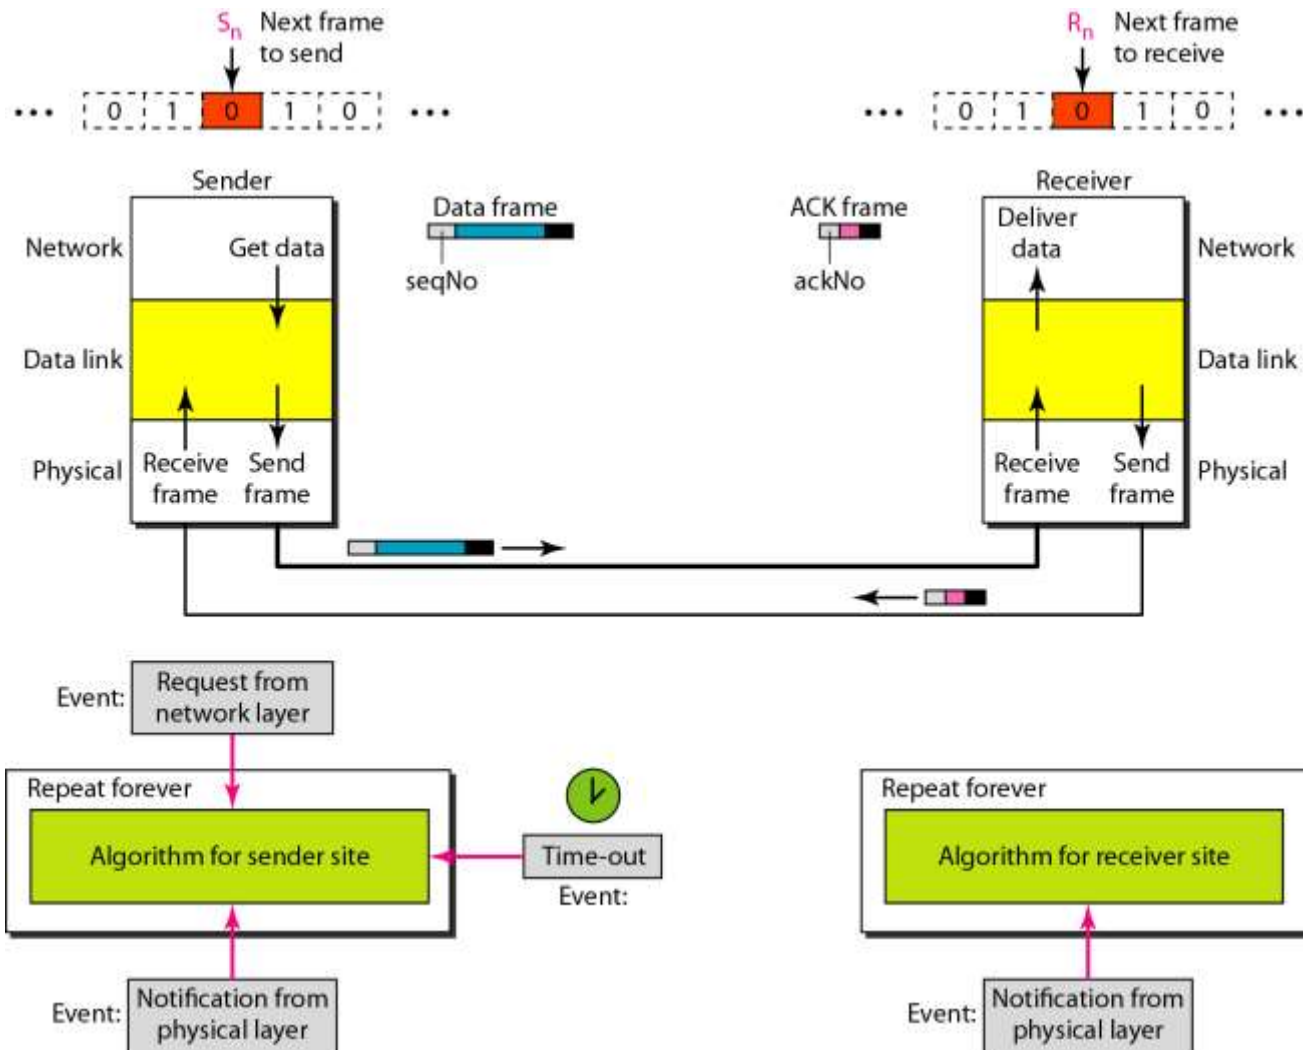 Sn Next frame
to send
Rn Next frame
to receive
••• 0 1 0 1 0 •••
••• 0 1 0 1 0 •••
Sender
Receiver
Data frame
ACK frame
seqNo
ackNo
Network
Get data
Deliver
data
Network
Data link
Data link
Physical
Receive
frame
Send
frame
Receive
frame
Send
frame
Physical
Event:
Request from
network layer
Repeat forever
Algorithm for sender site
Time-out
Event:
Repeat forever
Algorithm for receiver site
Event:
Notification from
physical layer
Event:
Notification from
physical layer